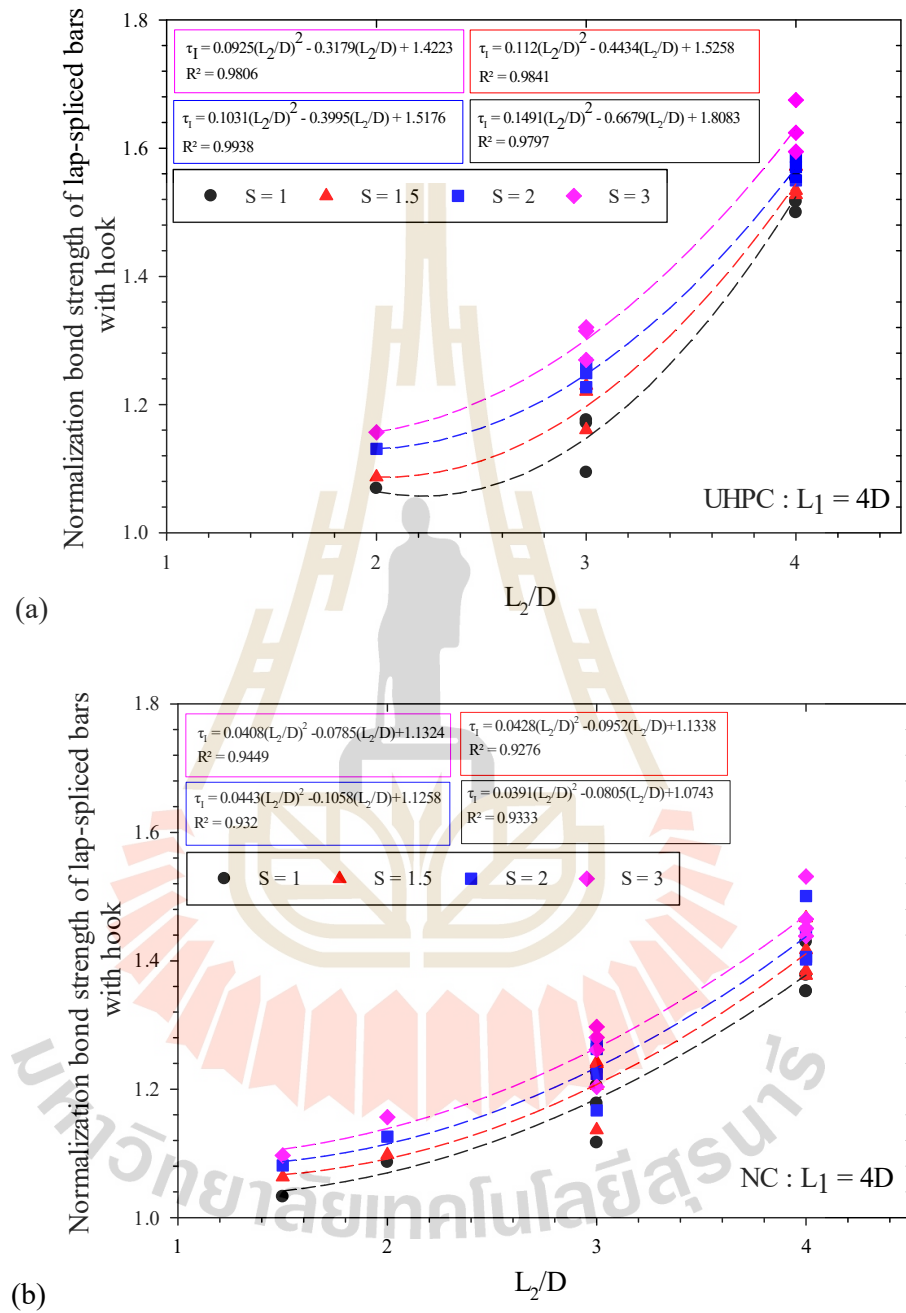 Normalization bond strength of lap-spliced bars
with hook
1.8
1.6
1.4
1.2
1.0
τI = 0.0925(L2/D)² - 0.3179(L2/D) + 1.4223
R² = 0.9806
τI = 0.112(L2/D)² - 0.4434(L2/D) + 1.5258
R² = 0.9841
τI = 0.1031(L2/D)² - 0.3995(L2/D) + 1.5176
R² = 0.9938
τI = 0.1491(L2/D)² - 0.6679(L2/D) + 1.8083
R² = 0.9797
S = 1 S = 1.5 S = 2 S = 3
UHPC : L1 = 4D
1 2 3 4
L2/D
(a)
Normalization bond strength of lap-spliced bars
with hook
1.8
1.6
1.4
1.2
1.0
τI = 0.0408(L2/D)² -0.0785(L2/D)+1.1324
R² = 0.9449
τI = 0.0428(L2/D)² -0.0952(L2/D)+1.1338
R² = 0.9276
τI = 0.0443(L2/D)² -0.1058(L2/D)+1.1258
R² = 0.932
τI = 0.0391(L2/D)² -0.0805(L2/D)+1.0743
R² = 0.9333
S = 1 S = 1.5 S = 2 S = 3
NC : L1 = 4D
1 2 3 4
L2/D
(b)
มหาวิทยาลัยเทคโนโลยีสุรนารี